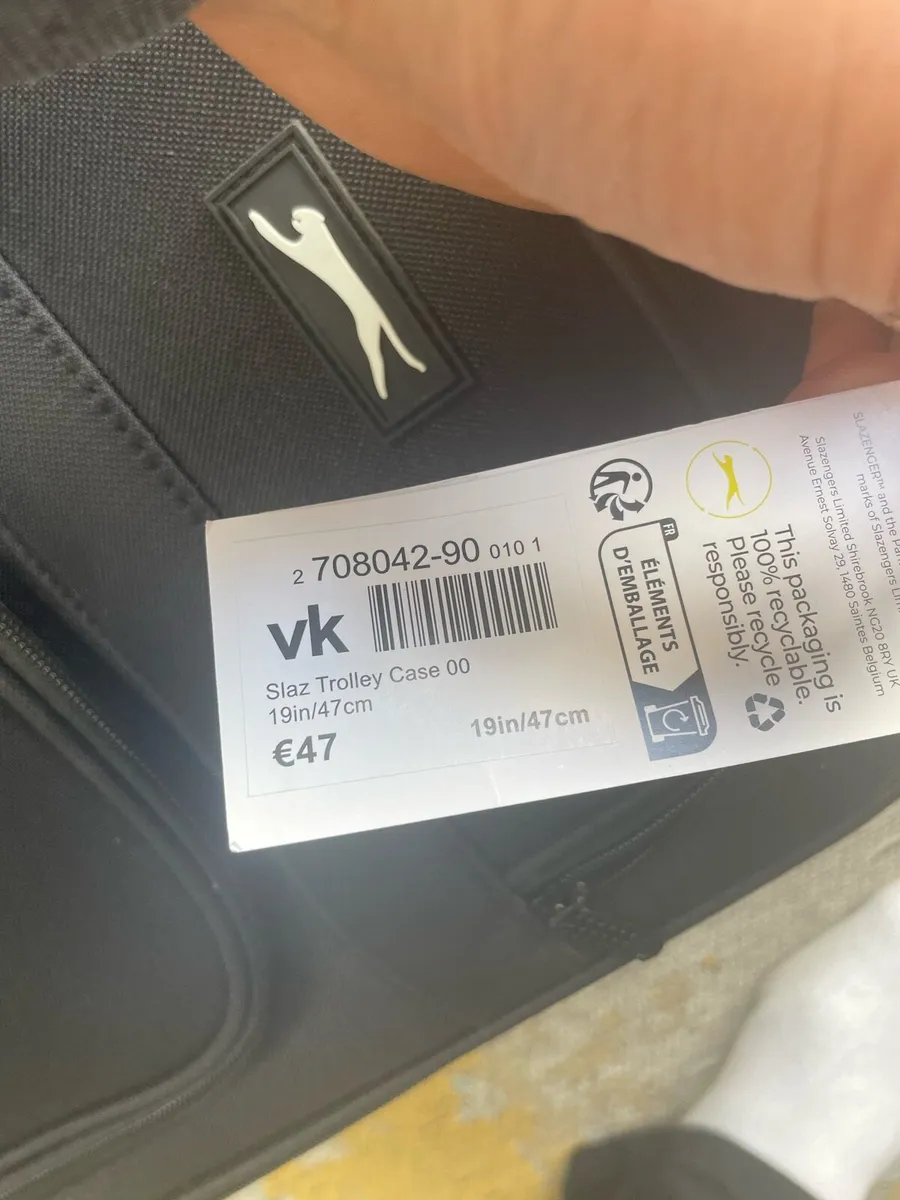 2 708042-90 010 1
vk
Slaz Trolley Case 00
19in/47cm
€47
19in/47cm
FR
ÉLÉMENTS
D'EMBALLAGE
This packaging is
100% recyclable.
Please recycle
responsibly.
SLAZENGER™ and the
marks of Slazengers
Slazengers Limited Shirebrook NG20 8RY UK
Avenue Ernest Solvay 29, 1480 Saintes Belgium